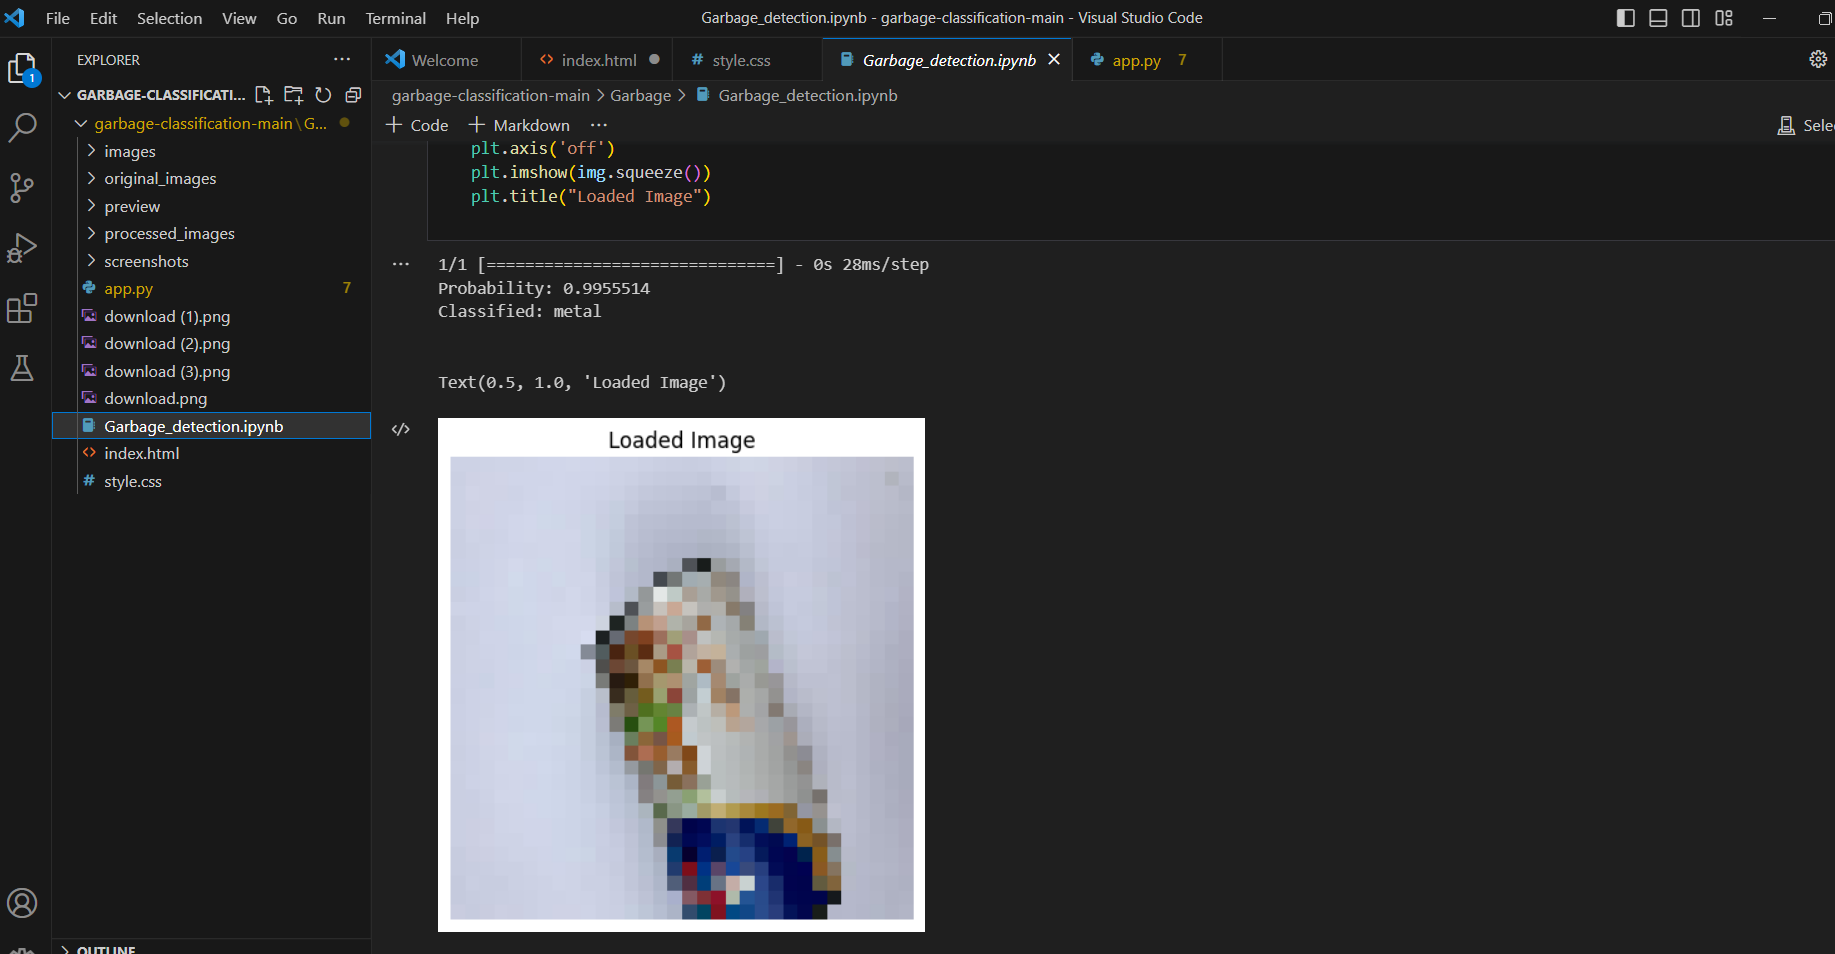 File Edit Selection View Go Run Terminal Help
Garbage_detection.ipynb - garbage-classification-main - Visual Studio Code
1
EXPLORER ...
GARBAGE-CLASSIFICATI...
garbage-classification-main\G...
images
original_images
preview
processed_images
screenshots
app.py 7
download (1).png
download (2).png
download (3).png
download.png
Garbage_detection.ipynb
index.html
style.css
OUTLINE
Welcome
index.html
style.css
Garbage_detection.ipynb
app.py 7
garbage-classification-main > Garbage > Garbage_detection.ipynb
+ Code + Markdown ...
Sele
plt.axis('off')
plt.imshow(img.squeeze())
plt.title("Loaded Image")
1/1 [==============================] - 0s 28ms/step
Probability: 0.9955514
Classified: metal
Text(0.5, 1.0, 'Loaded Image')
Loaded Image